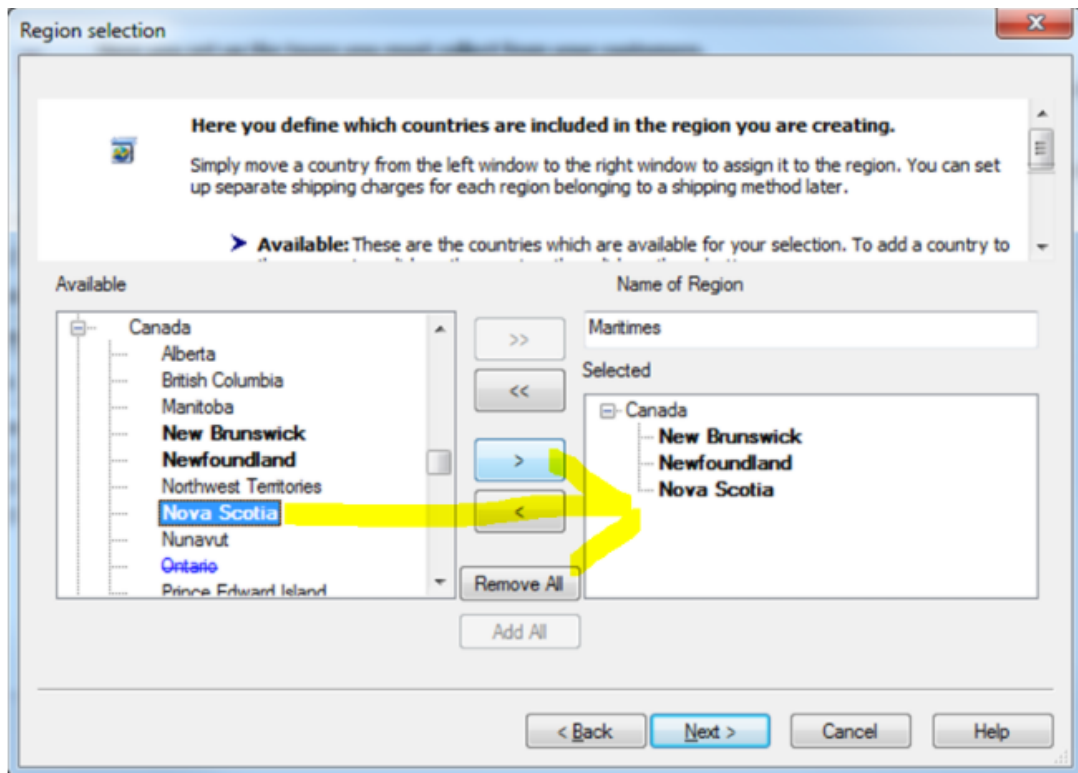 Region selection
Here you define which countries are included in the region you are creating.
Simply move a country from the left window to the right window to assign it to the region. You can set
up separate shipping charges for each region belonging to a shipping method later.
Available: These are the countries which are available for your selection. To add a country to
Available
Name of Region
Canada
Alberta
British Columbia
Manitoba
New Brunswick
Newfoundland
Northwest Territories
Nova Scotia
Nunavut
Ontario
Prince Edward Island
>>
<<
>
<
Remove All
Add All
Maritimes
Selected
Canada
New Brunswick
Newfoundland
Nova Scotia
< Back
Next >
Cancel
Help